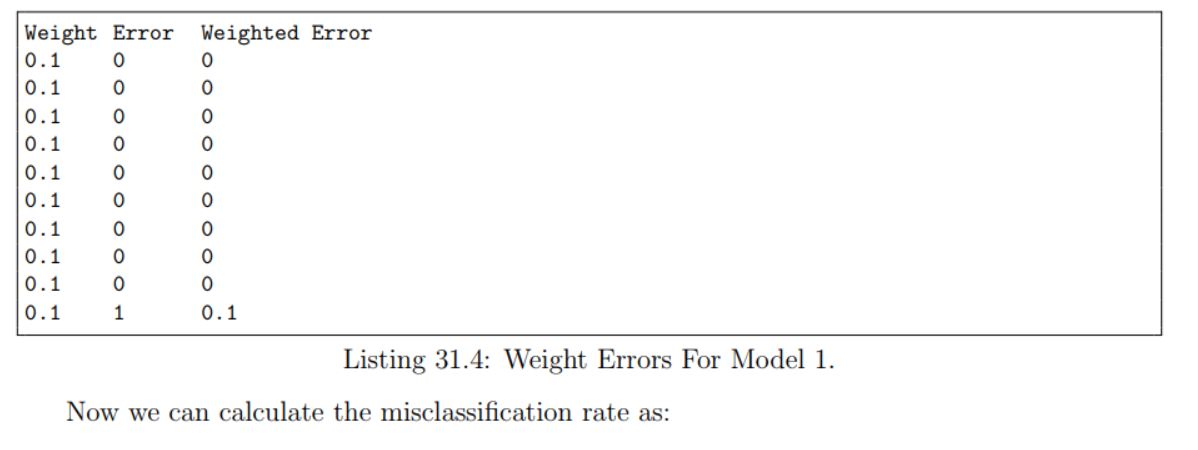 Weight Error Weighted Error
0.1 0 0
0.1 0 0
0.1 0 0
0.1 0 0
0.1 0 0
0.1 0 0
0.1 0 0
0.1 0 0
0.1 0 0
0.1 1 0.1
Listing 31.4: Weight Errors For Model 1.
Now we can calculate the misclassification rate as: